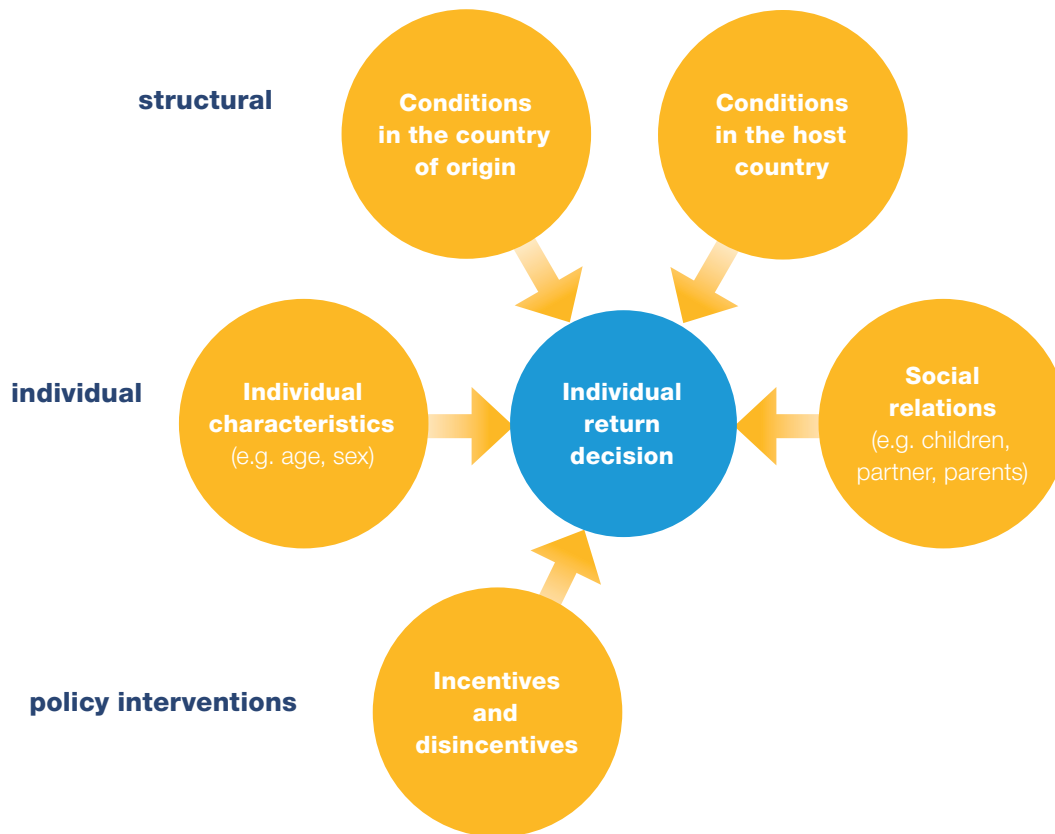 structural
Conditions
in the country
of origin
Conditions
in the host
country
individual
Individual
characteristics
(e.g. age, sex)
Individual
return
decision
Social
relations
(e.g. children,
partner, parents)
policy interventions
Incentives
and
disincentives